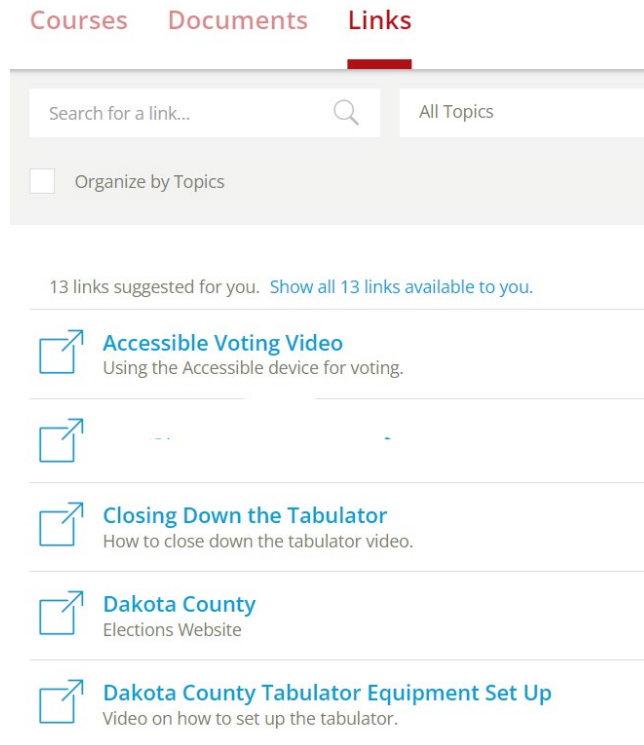 Courses Documents Links
Search for a link... All Topics
Organize by Topics
13 links suggested for you. Show all 13 links available to you.
Accessible Voting Video
Using the Accessible device for voting.
Closing Down the Tabulator
How to close down the tabulator video.
Dakota County
Elections Website
Dakota County Tabulator Equipment Set Up
Video on how to set up the tabulator.